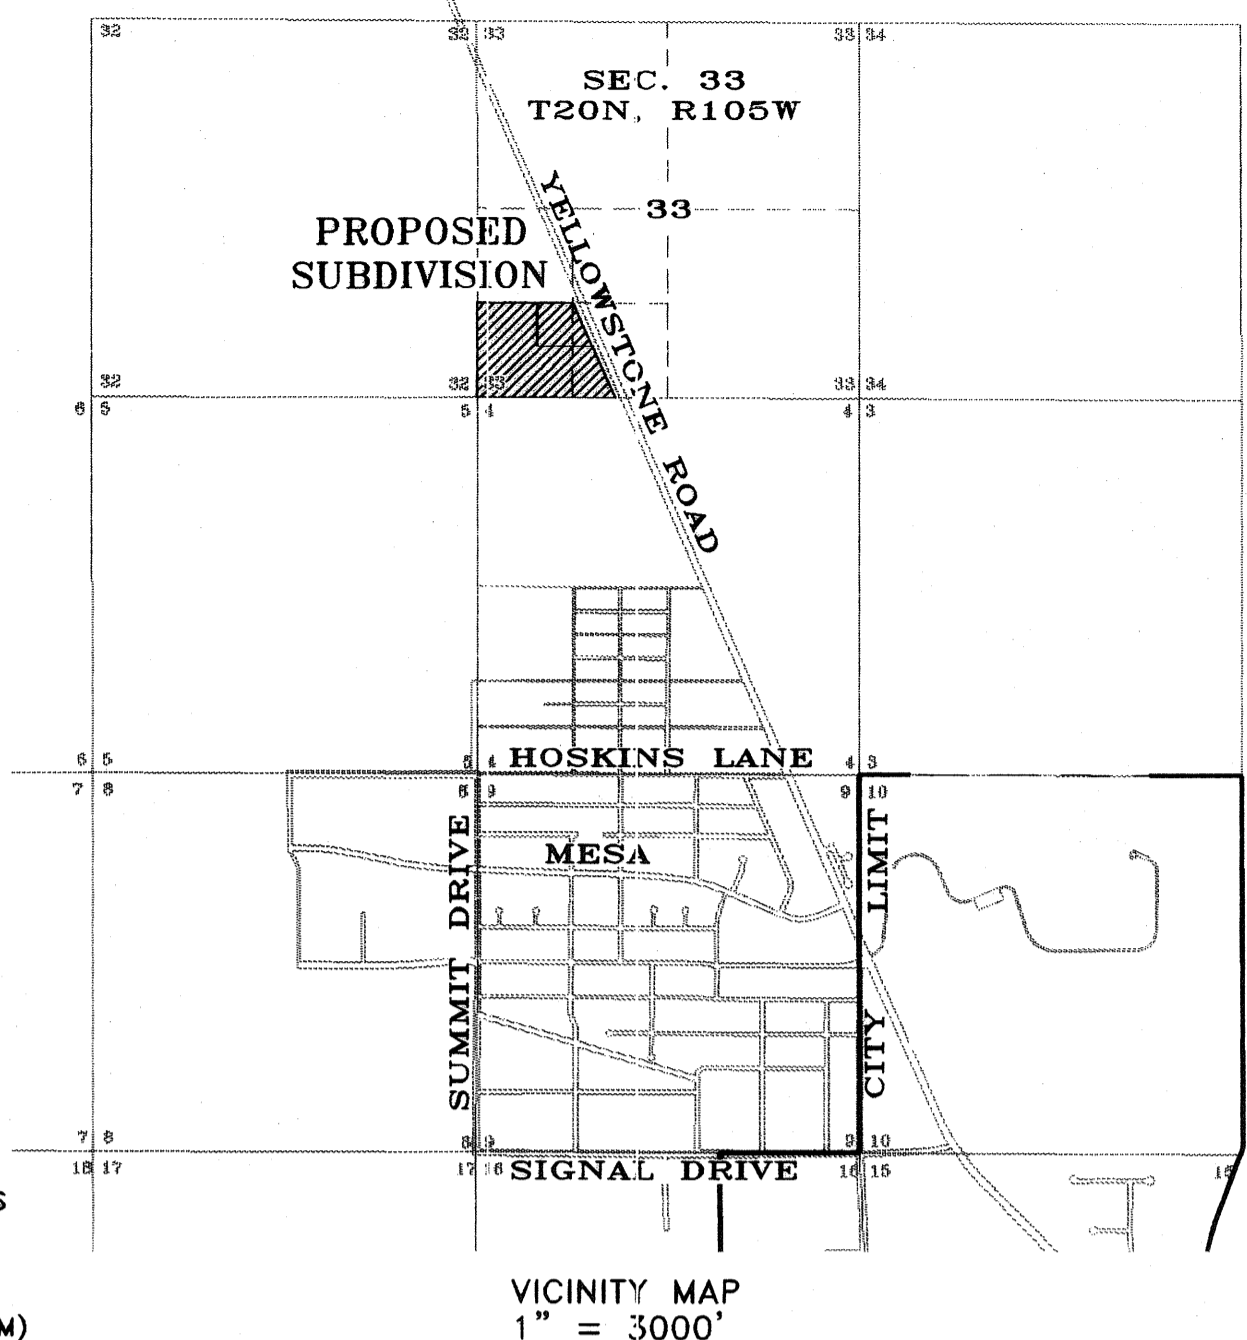 32 32 33 33 34
SEC. 33
T20N, R105W
33
PROPOSED
SUBDIVISION
YELLOWSTONE ROAD
32 32 33 33 34
6 5 5 4 4 3
HOSKINS LANE
6 5 5 4 4 3
7 8 8 9 9 10
MESA
SUMMIT DRIVE
CITY LIMIT
7 8 8 9 9 10
18 17 17 16 16 15 15
SIGNAL DRIVE
S
VICINITY MAP
1" = 3000'
M)